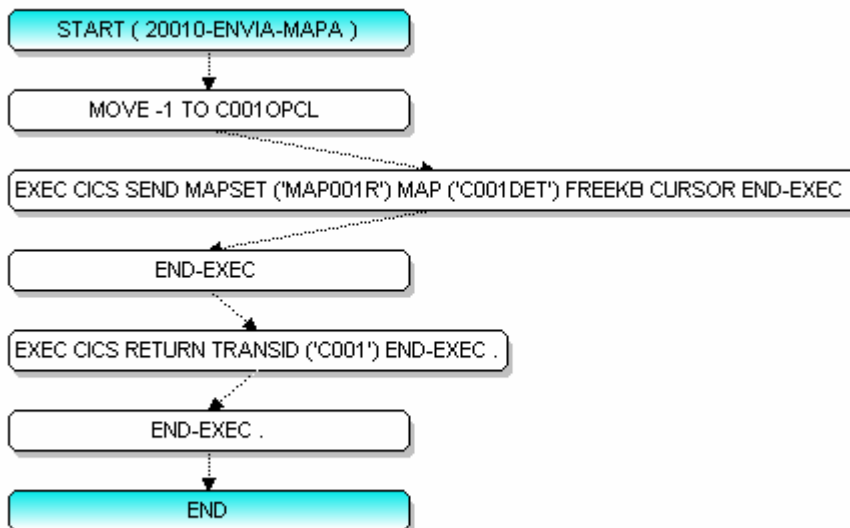 START ( 20010-ENVIA-MAPA )
MOVE -1 TO C001OPCL
EXEC CICS SEND MAPSET ('MAP001R') MAP ('C001DET') FREEKB CURSOR END-EXEC
END-EXEC
EXEC CICS RETURN TRANSID ('C001') END-EXEC .
END-EXEC .
END